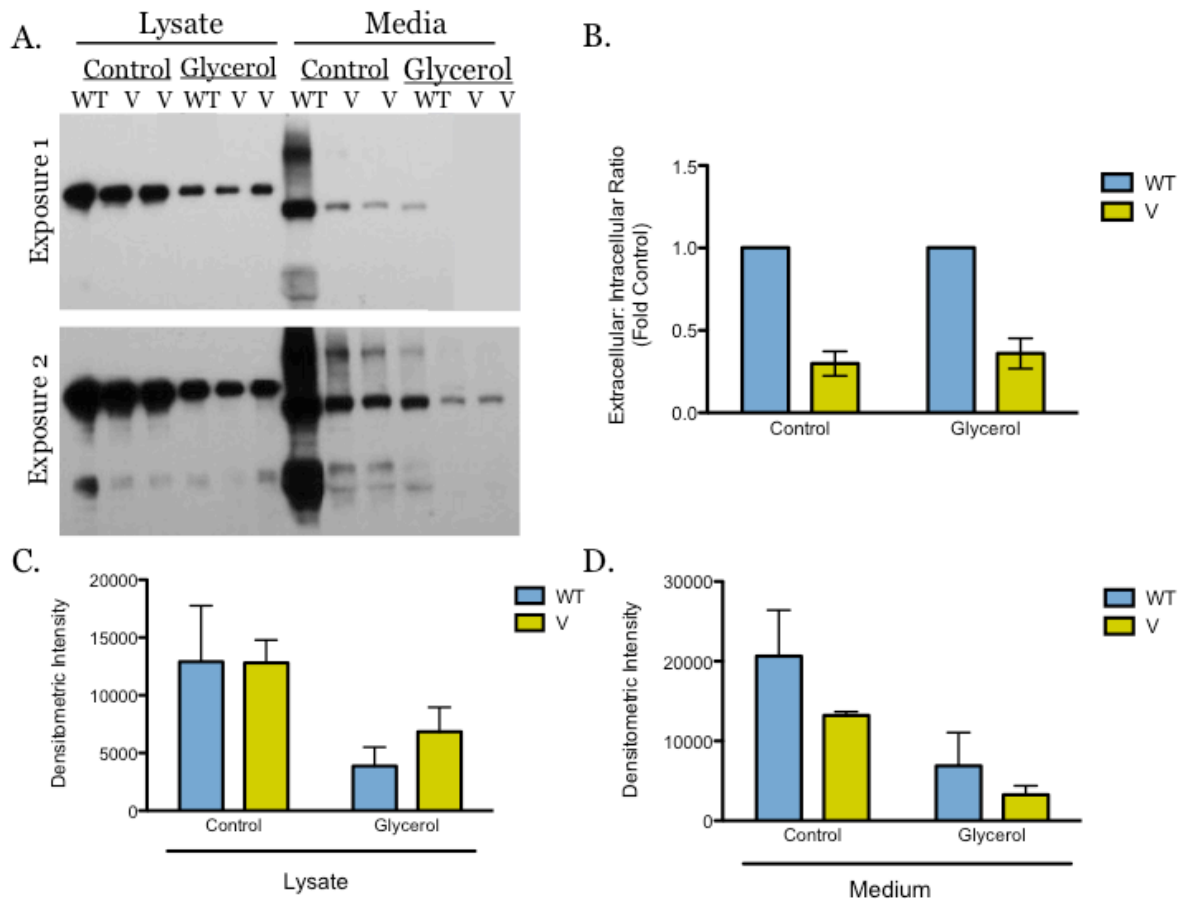 A.
Lysate Media
Control Glycerol Control Glycerol
WT V V WT V V WT V V WT V V
Exposure 1
Exposure 2
B.
Extracellular: Intracellular Ratio
(Fold Control)
1.5
1.0
0.5
0.0
Control Glycerol
WT
V
C.
Densitometric Intensity
20000
15000
10000
5000
0
Control Glycerol
Lysate
WT
V
D.
Densitometric Intensity
30000
20000
10000
0
Control Glycerol
Medium
WT
V